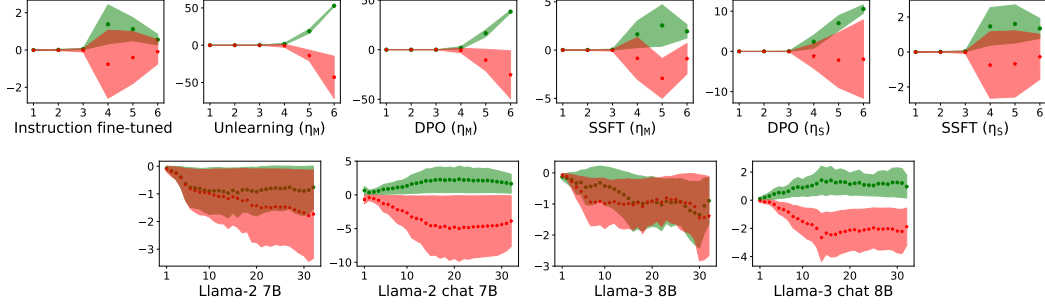 2
0
−2
1 2 3 4 5 6
Instruction fine-tuned
50
0
−50
1 2 3 4 5 6
Unlearning (ηM)
50
0
−50
1 2 3 4 5 6
DPO (ηM)
5
0
−5
1 2 3 4 5 6
SSFT (ηM)
10
0
−10
1 2 3 4 5 6
DPO (ηS)
2
0
−2
1 2 3 4 5 6
SSFT (ηS)
0
−1
−2
−3
1 10 20 30
Llama-2 7B
5
0
−5
−10
1 10 20 30
Llama-2 chat 7B
0
−1
−2
−3
1 10 20 30
Llama-3 8B
2
0
−2
−4
1 10 20 30
Llama-3 chat 8B